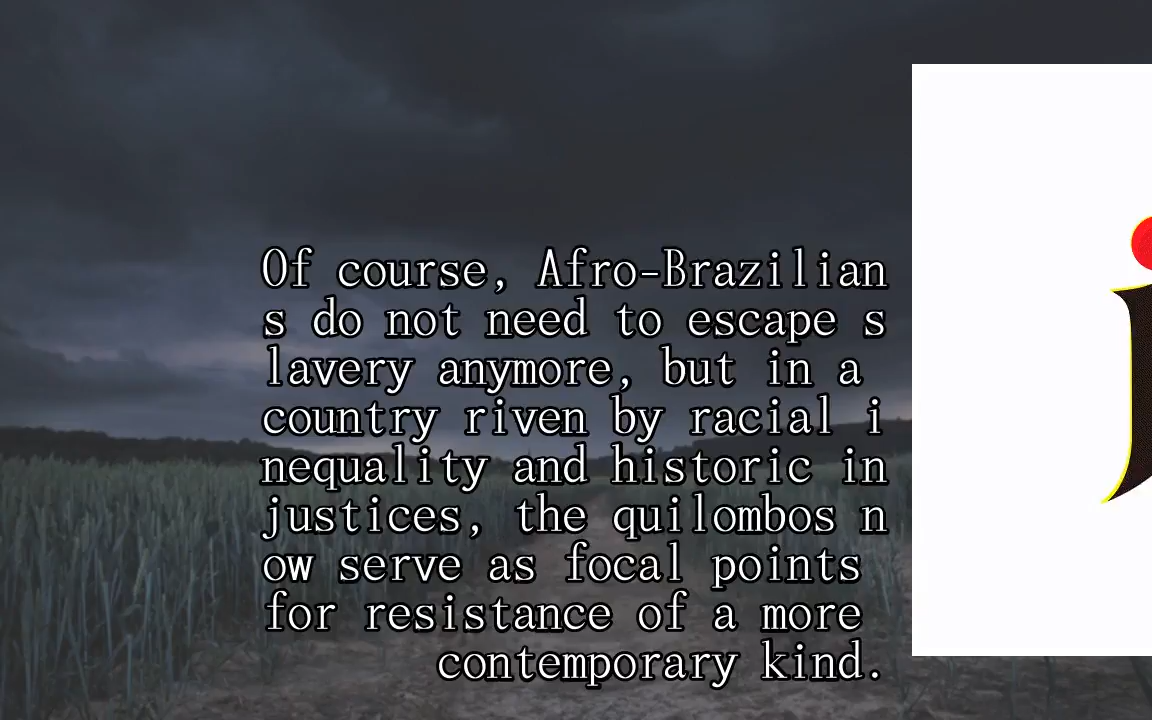 Of course, Afro-Brazilian
s do not need to escape s
lavery anymore, but in a
country riven by racial i
nequality and historic in
justices, the quilombos n
ow serve as focal points
for resistance of a more
contemporary kind.
j